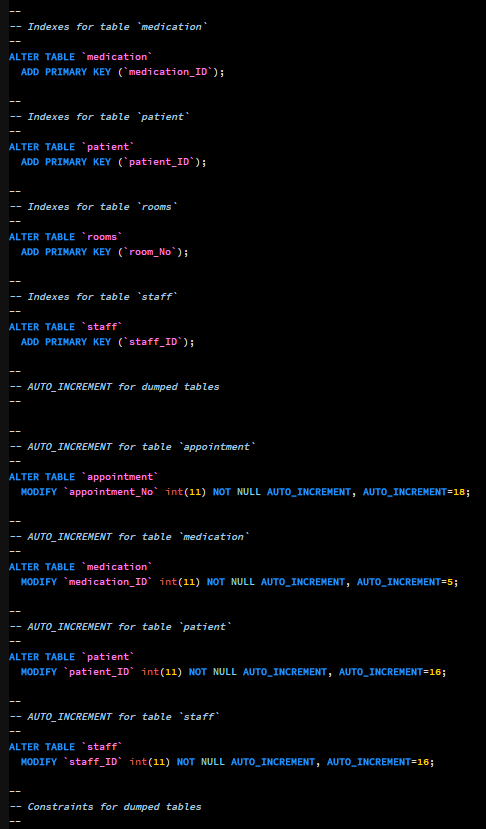 --
-- Indexes for table `medication`
--
ALTER TABLE `medication`
  ADD PRIMARY KEY (`medication_ID`);

--
-- Indexes for table `patient`
--
ALTER TABLE `patient`
  ADD PRIMARY KEY (`patient_ID`);

--
-- Indexes for table `rooms`
--
ALTER TABLE `rooms`
  ADD PRIMARY KEY (`room_No`);

--
-- Indexes for table `staff`
--
ALTER TABLE `staff`
  ADD PRIMARY KEY (`staff_ID`);

--
-- AUTO_INCREMENT for dumped tables
--

--
-- AUTO_INCREMENT for table `appointment`
--
ALTER TABLE `appointment`
  MODIFY `appointment_No` int(11) NOT NULL AUTO_INCREMENT, AUTO_INCREMENT=18;

--
-- AUTO_INCREMENT for table `medication`
--
ALTER TABLE `medication`
  MODIFY `medication_ID` int(11) NOT NULL AUTO_INCREMENT, AUTO_INCREMENT=5;

--
-- AUTO_INCREMENT for table `patient`
--
ALTER TABLE `patient`
  MODIFY `patient_ID` int(11) NOT NULL AUTO_INCREMENT, AUTO_INCREMENT=16;

--
-- AUTO_INCREMENT for table `staff`
--
ALTER TABLE `staff`
  MODIFY `staff_ID` int(11) NOT NULL AUTO_INCREMENT, AUTO_INCREMENT=16;

--
-- Constraints for dumped tables
--